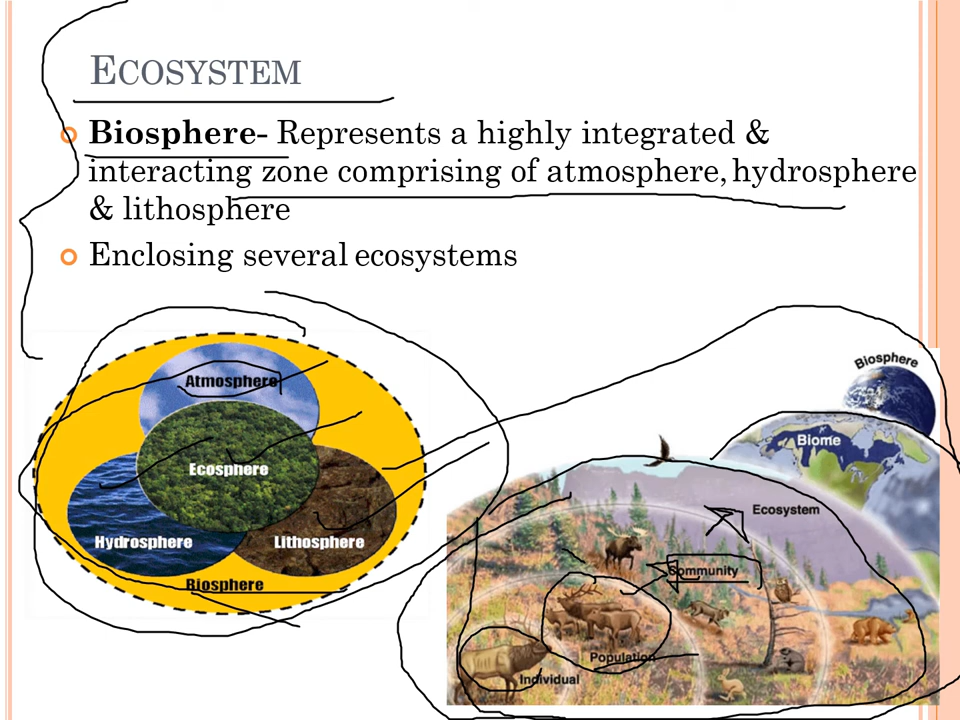 ECOSYSTEM
Biosphere- Represents a highly integrated &
interacting zone comprising of atmosphere, hydrosphere
& lithosphere
Enclosing several ecosystems
Atmosphere
Ecosphere
Hydrosphere
Lithosphere
Biosphere
Biosphere
Biome
Ecosystem
Community
Population
Individual